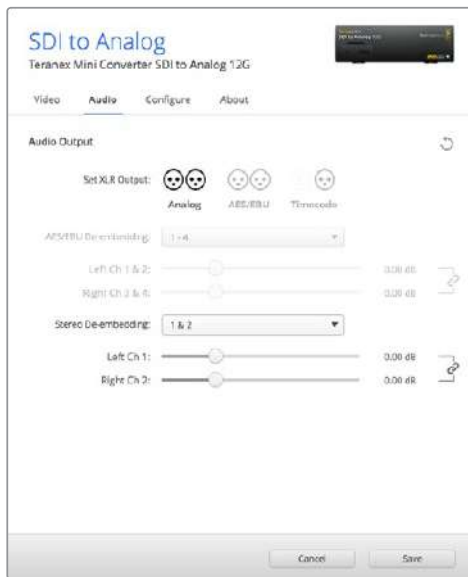 SDI to Analog
Teranex Mini Converter SDI to Analog 12G
Video Audio Configure About
Audio Output
Set XLR Output:
Analog AES/EBU Timecode
AES/EBU De-embedding:
Left Ch 1 & 2: 0.00 dB
Right Ch 3 & 4: 0.00 dB
Stereo De-embedding: 1 & 2
Left Ch 1: 0.00 dB
Right Ch 2: 0.00 dB
Cancel Save